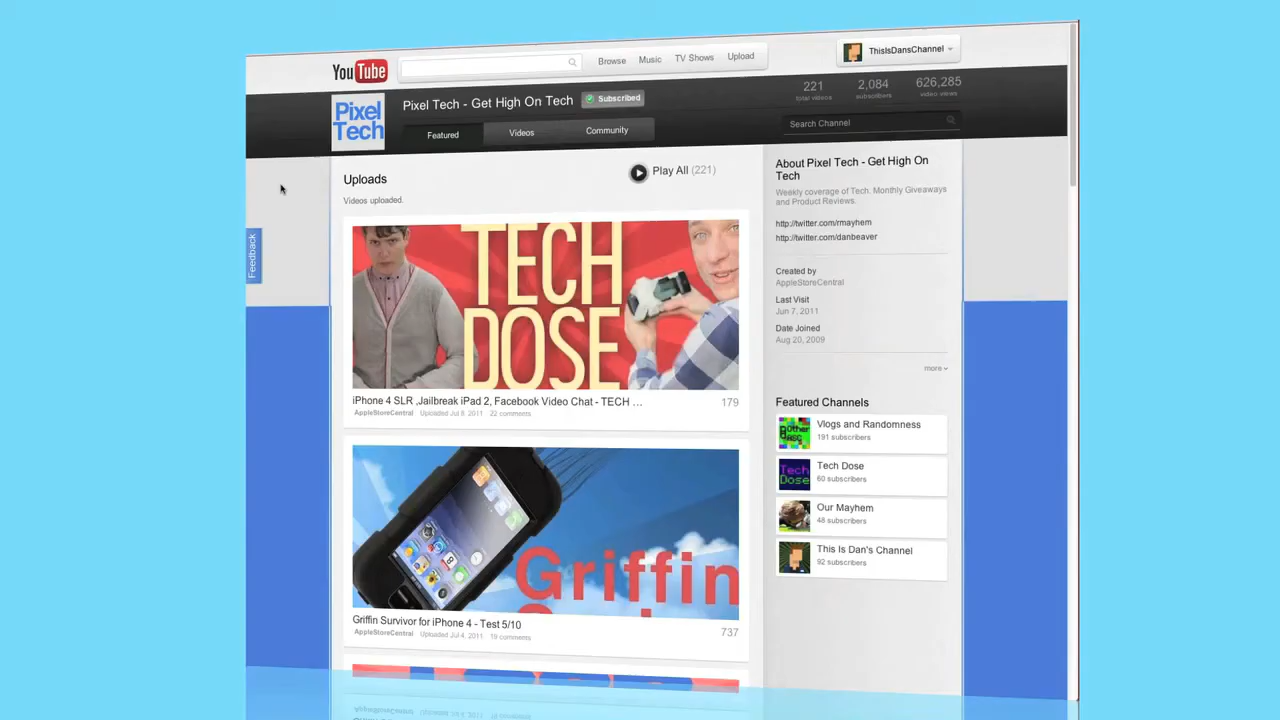 YouTube
Browse Music TV Shows Upload
ThisIsDansChannel
Pixel Tech
Pixel Tech - Get High On Tech
Subscribed
221
total videos
2,084
subscribers
626,285
video views
Featured Videos Community
Search Channel
Uploads
Play All (221)
Videos uploaded.
Feedback
TECH
DOSE
iPhone 4 SLR ,Jailbreak iPad 2, Facebook Video Chat - TECH ...
179
AppleStoreCentral Uploaded Jul 8, 2011 22 comments
Griffin
Griffin Survivor for iPhone 4 - Test 5/10
737
AppleStoreCentral Uploaded Jul 4, 2011 19 comments
About Pixel Tech - Get High On
Tech
Weekly coverage of Tech. Monthly Giveaways
and Product Reviews.
http://twitter.com/rmayhem
http://twitter.com/danbeaver
Created by
AppleStoreCentral
Last Visit
Jun 7, 2011
Date Joined
Aug 20, 2009
more
Featured Channels
Other
ASC
Vlogs and Randomness
191 subscribers
Tech
Dose
Tech Dose
60 subscribers
Our Mayhem
48 subscribers
This Is Dan's Channel
92 subscribers